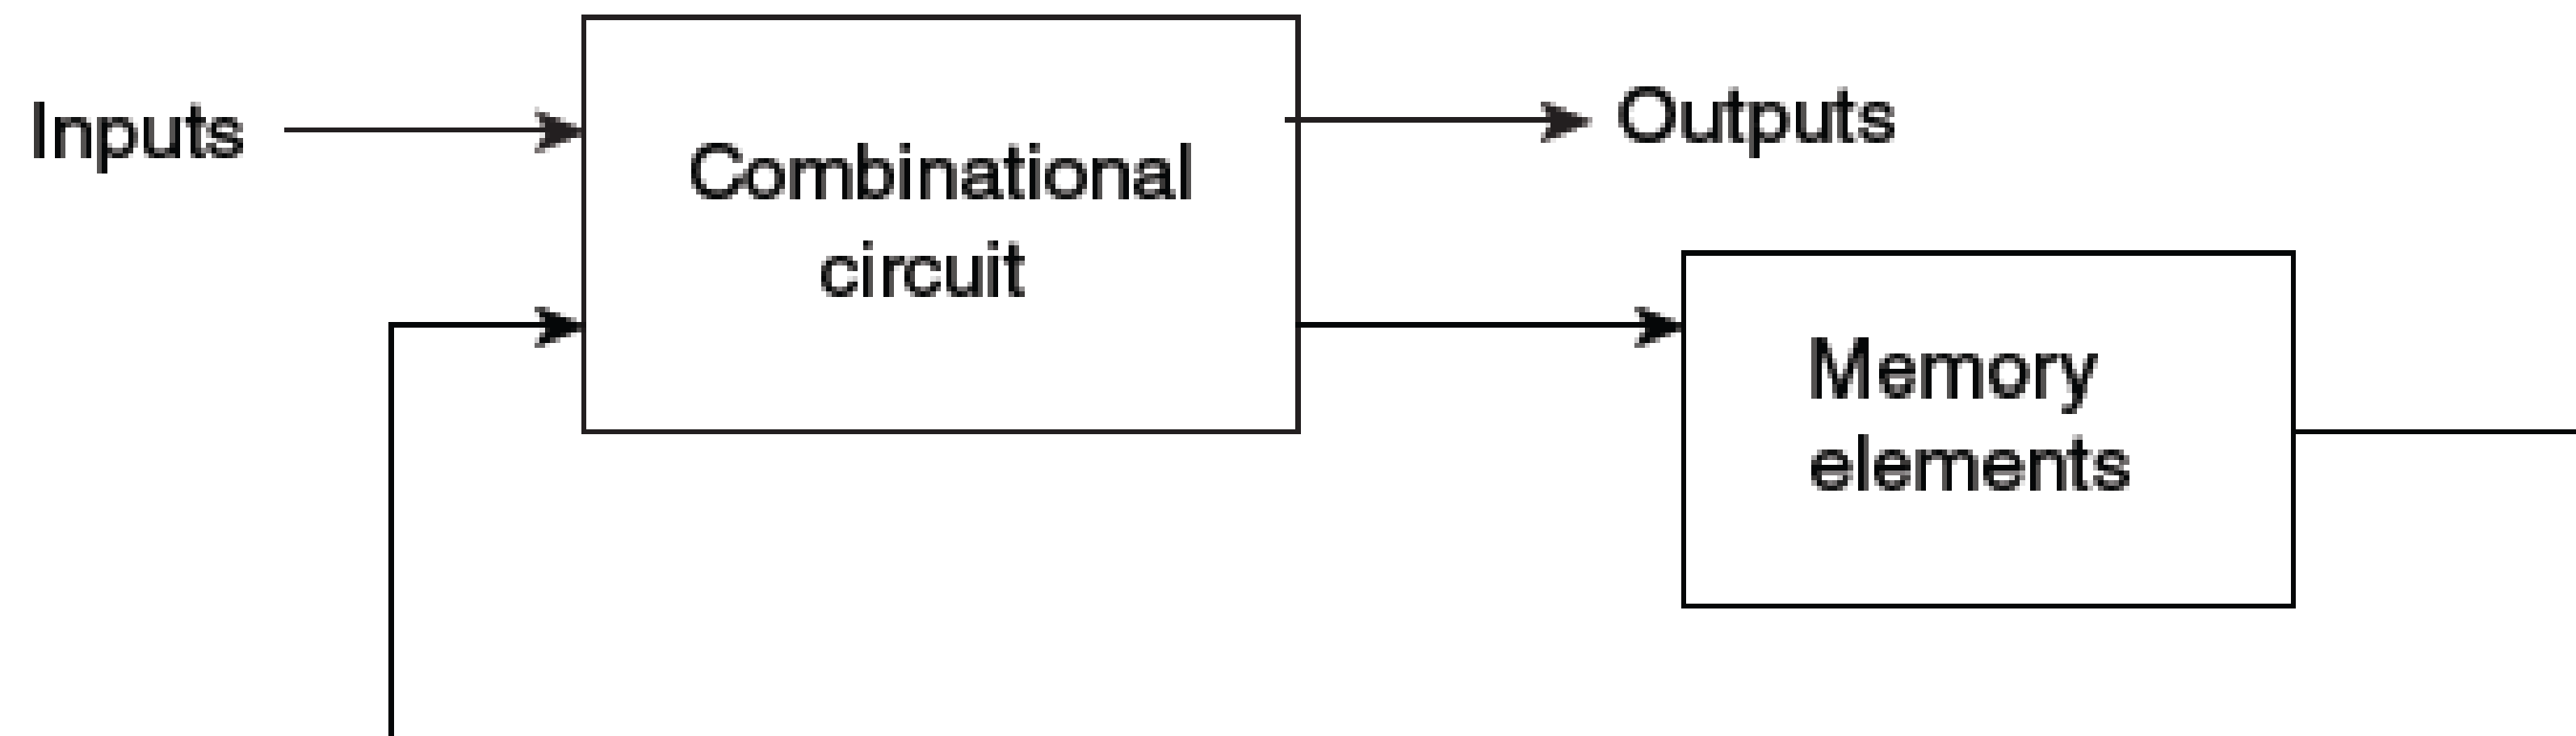 Inputs
Combinational
circuit
Outputs
Memory
elements